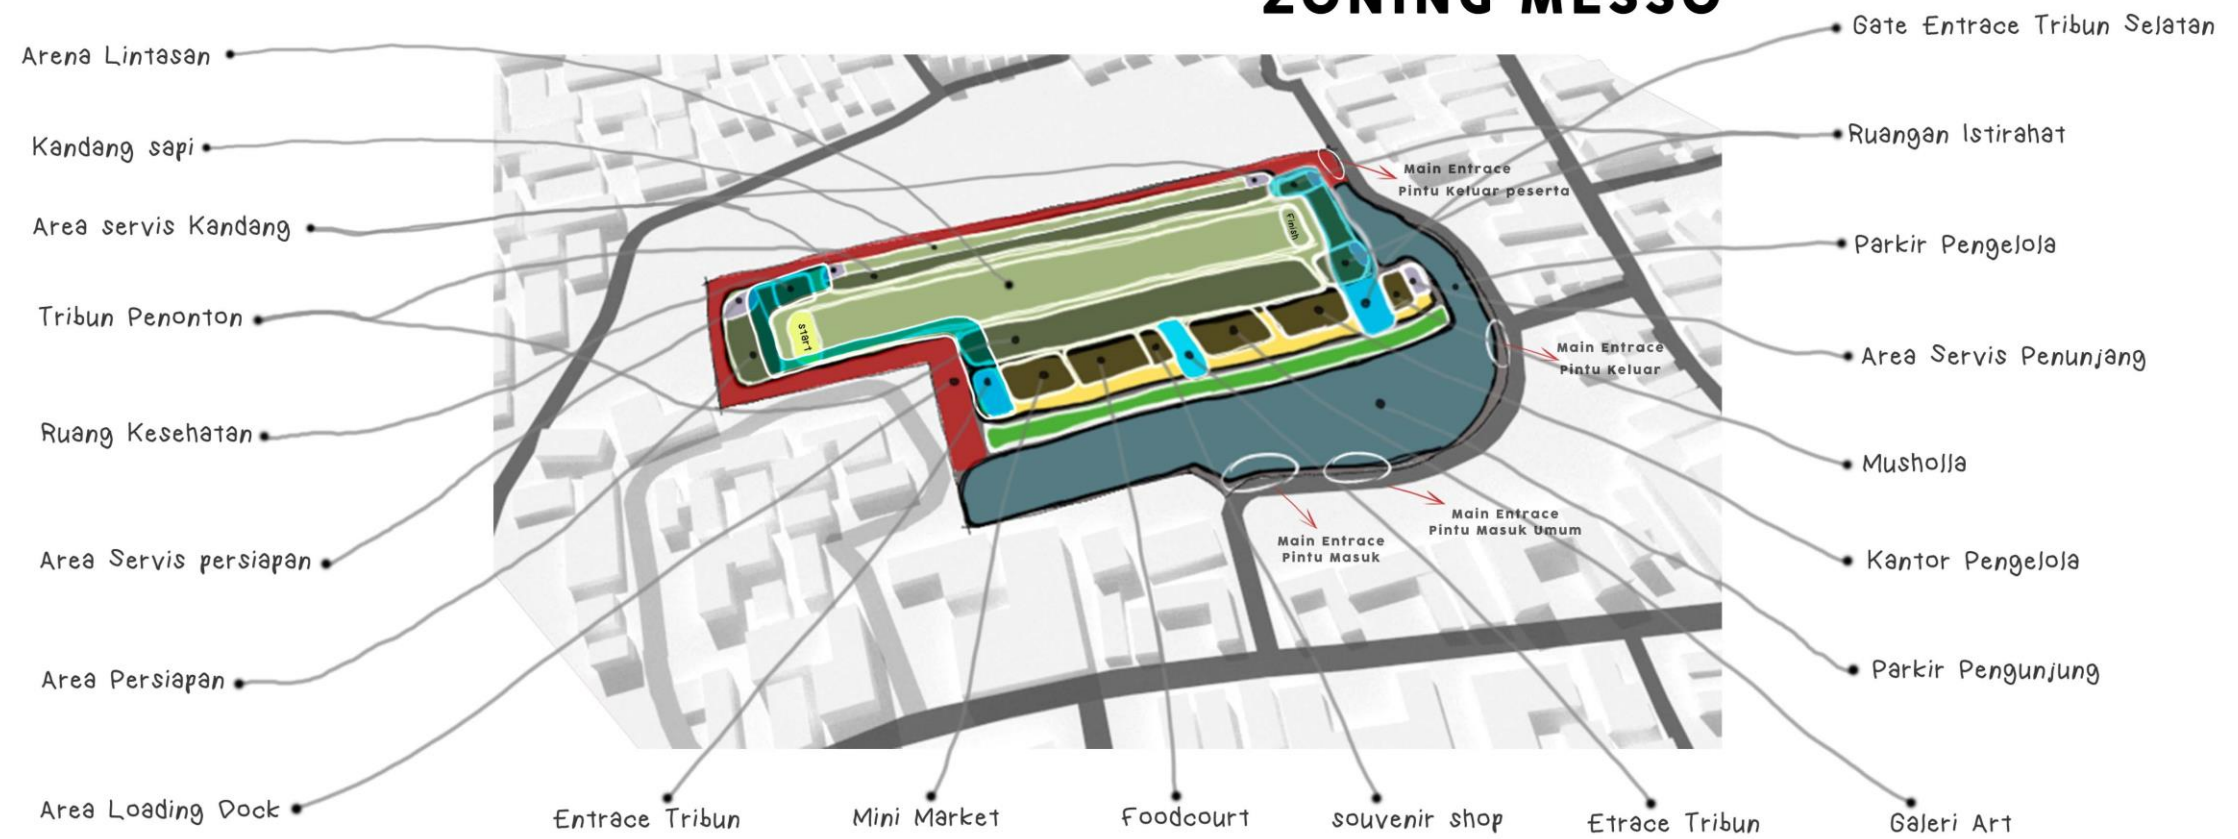 ZONING MESSO
Arena Lintasan
Kandang sapi
Area servis Kandang
Tribun Penonton
Ruang Kesehatan
Area Servis persiapan
Area Persiapan
Area Loading Dock
Entrace Tribun
Mini Market
Foodcourt
souvenir shop
Etrace Tribun
Galeri Art
Gate Entrace Tribun Selatan
Ruangan Istirahat
Parkir Pengelola
Area Servis Penunjang
Musholla
Kantor Pengelola
Parkir Pengunjung
Main Entrace
Pintu Keluar peserta
Main Entrace
Pintu Keluar
Main Entrace
Pintu Masuk Umum
Main Entrace
Pintu Masuk
start
Finish